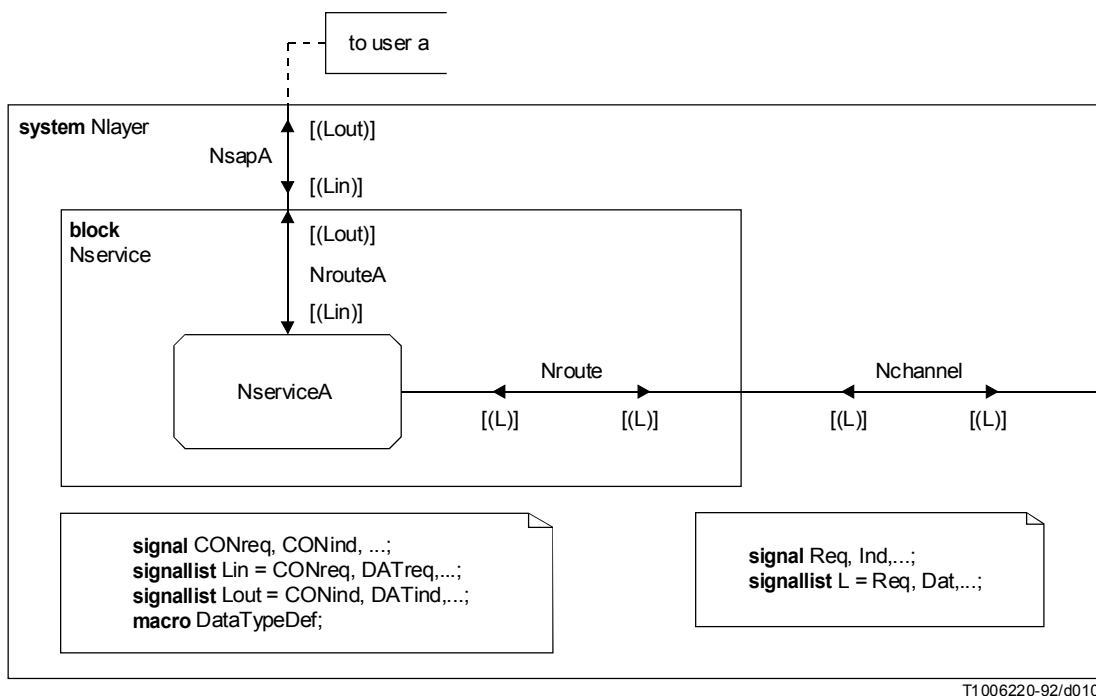 to user a
system Nlayer
[(Lout)]
NsapA
[(Lin)]
block
Nservice
[(Lout)]
NrouteA
[(Lin)]
NserviceA
Nroute
Nchannel
[(L)]
[(L)]
[(L)]
[(L)]
signal CONreq, CONind, ...;
signallist Lin = CONreq, DATreq,...;
signallist Lout = CONind, DATind,...;
macro DataTypeDef;
signal Req, Ind,...;
signallist L = Req, Dat,...;
T1006220-92/d010